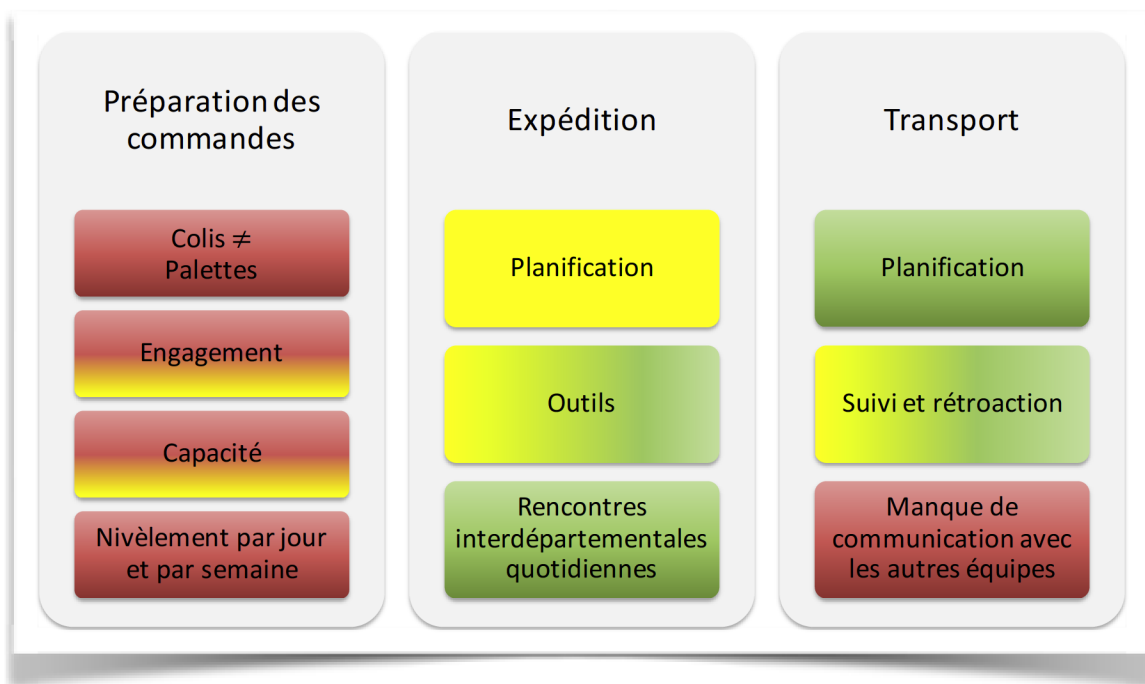 Préparation des
commandes
Colis ≠
Palettes
Engagement
Capacité
Nivèlement par jour
et par semaine
Expédition
Planification
Outils
Rencontres
interdépartementales
quotidiennes
Transport
Planification
Suivi et rétroaction
Manque de
communication avec
les autres équipes